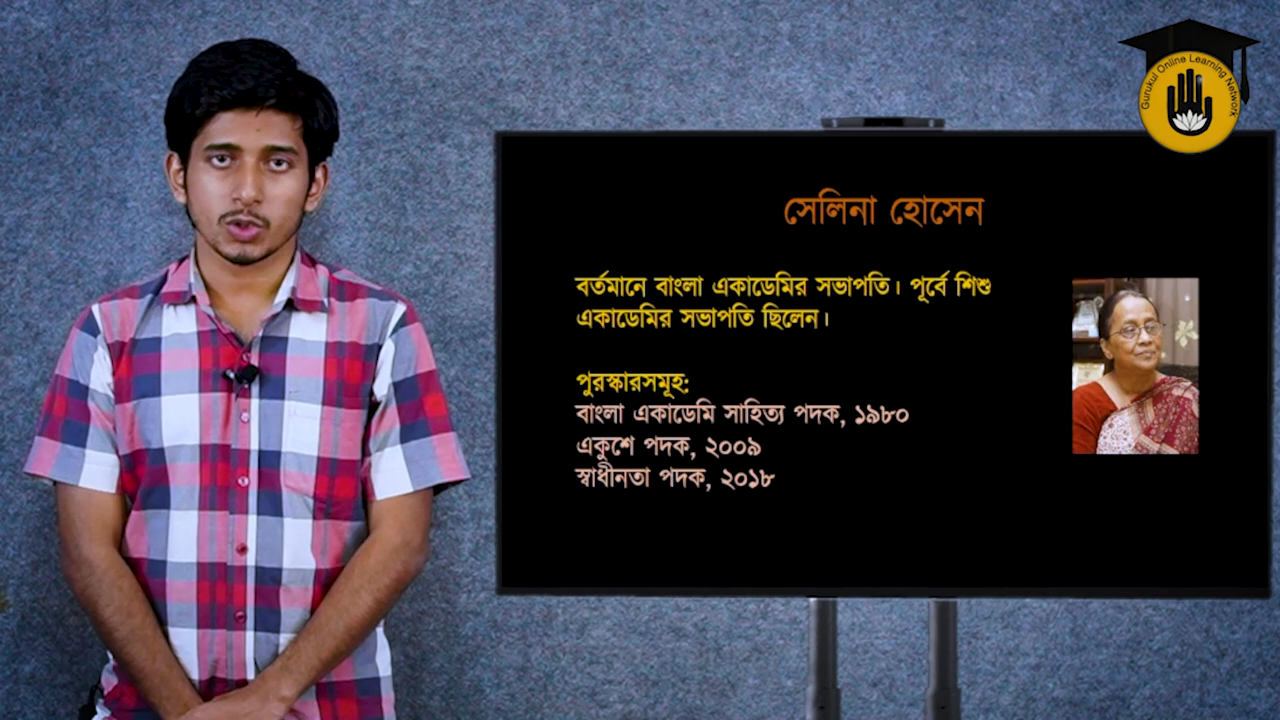 Gurukul Online Learning Network
সেলিনা হোসেন
বর্তমানে বাংলা একাডেমির সভাপতি। পূর্বে শিশু
একাডেমির সভাপতি ছিলেন।
পুরস্কারসমূহ:
বাংলা একাডেমি সাহিত্য পদক, ১৯৮০
একুশে পদক, ২০০৯
স্বাধীনতা পদক, ২০১৮